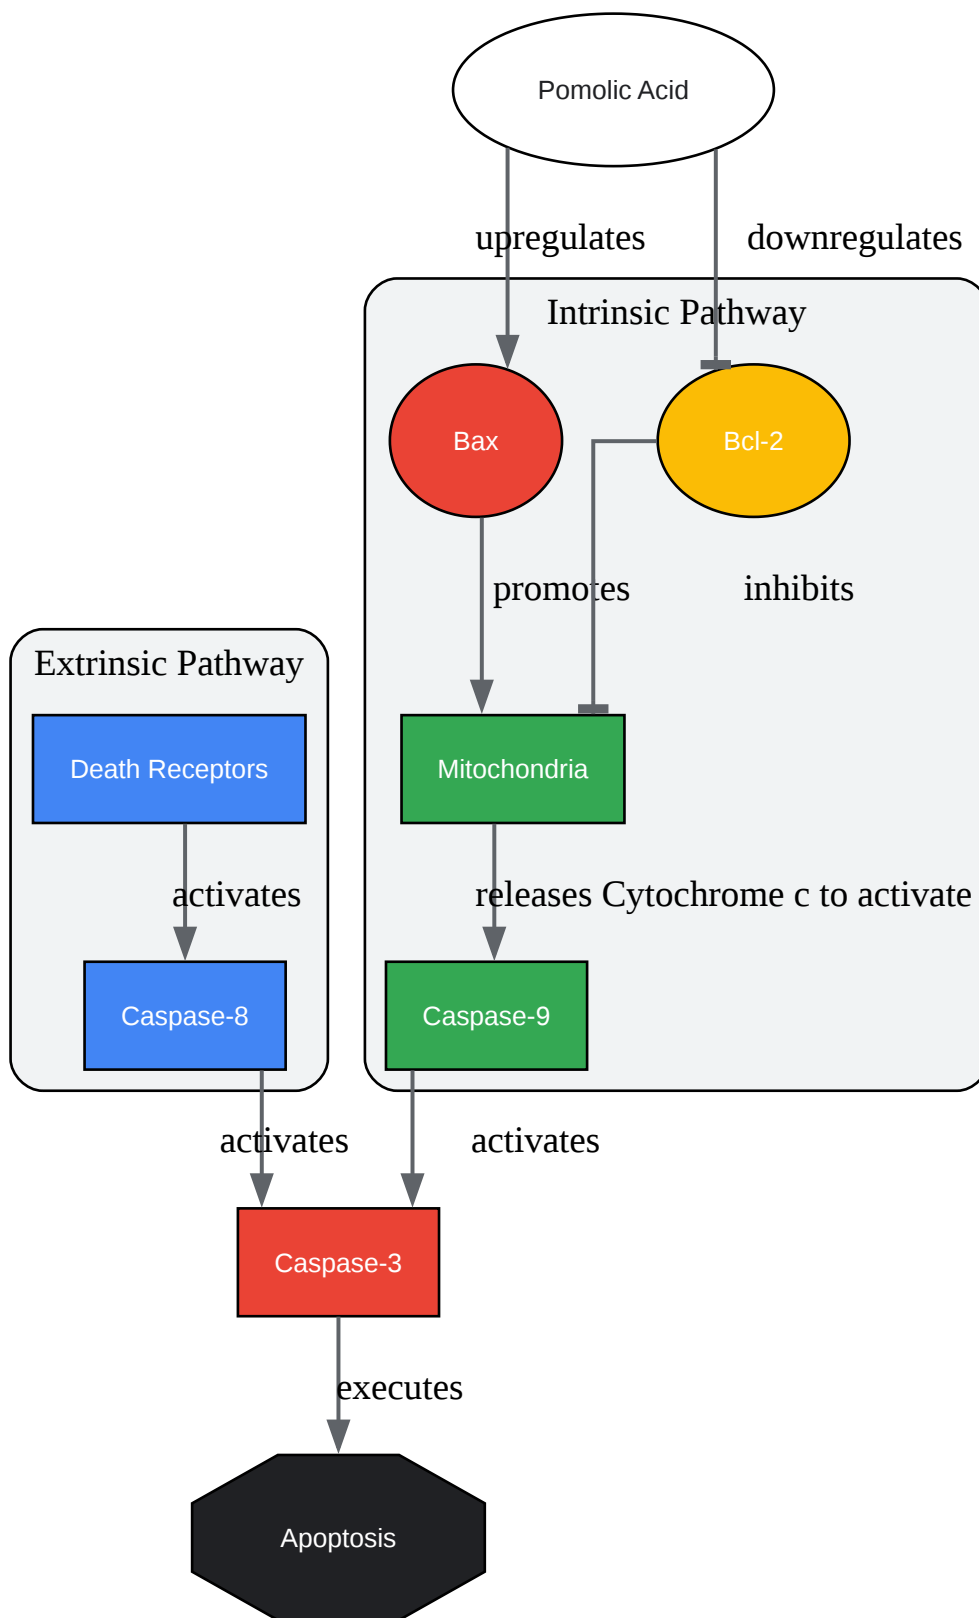 Pomolic Acid
upregulates
downregulates
Intrinsic Pathway
Bax
Bcl-2
promotes
inhibits
Extrinsic Pathway
Death Receptors
Mitochondria
activates
releases Cytochrome c to activate
Caspase-8
Caspase-9
activates
activates
Caspase-3
executes
Apoptosis